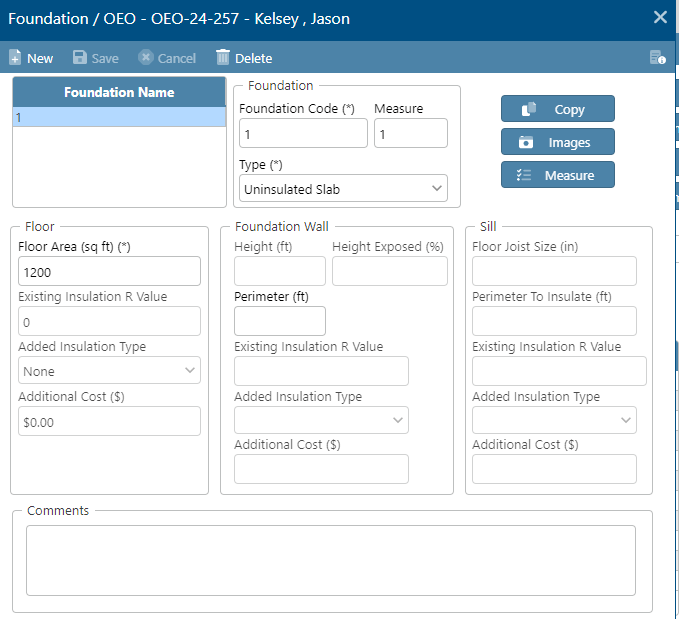 Foundation / OEO - OEO-24-257 - Kelsey , Jason
New Save Cancel Delete
Foundation Name
1
Foundation
Foundation Code (*) Measure
1 1
Type (*)
Uninsulated Slab
Copy
Images
Measure
Floor
Floor Area (sq ft) (*)
1200
Existing Insulation R Value
0
Added Insulation Type
None
Additional Cost ($)
$0.00
Foundation Wall
Height (ft) Height Exposed (%)
Perimeter (ft)
Existing Insulation R Value
Added Insulation Type
Additional Cost ($)
Sill
Floor Joist Size (in)
Perimeter To Insulate (ft)
Existing Insulation R Value
Added Insulation Type
Additional Cost ($)
Comments